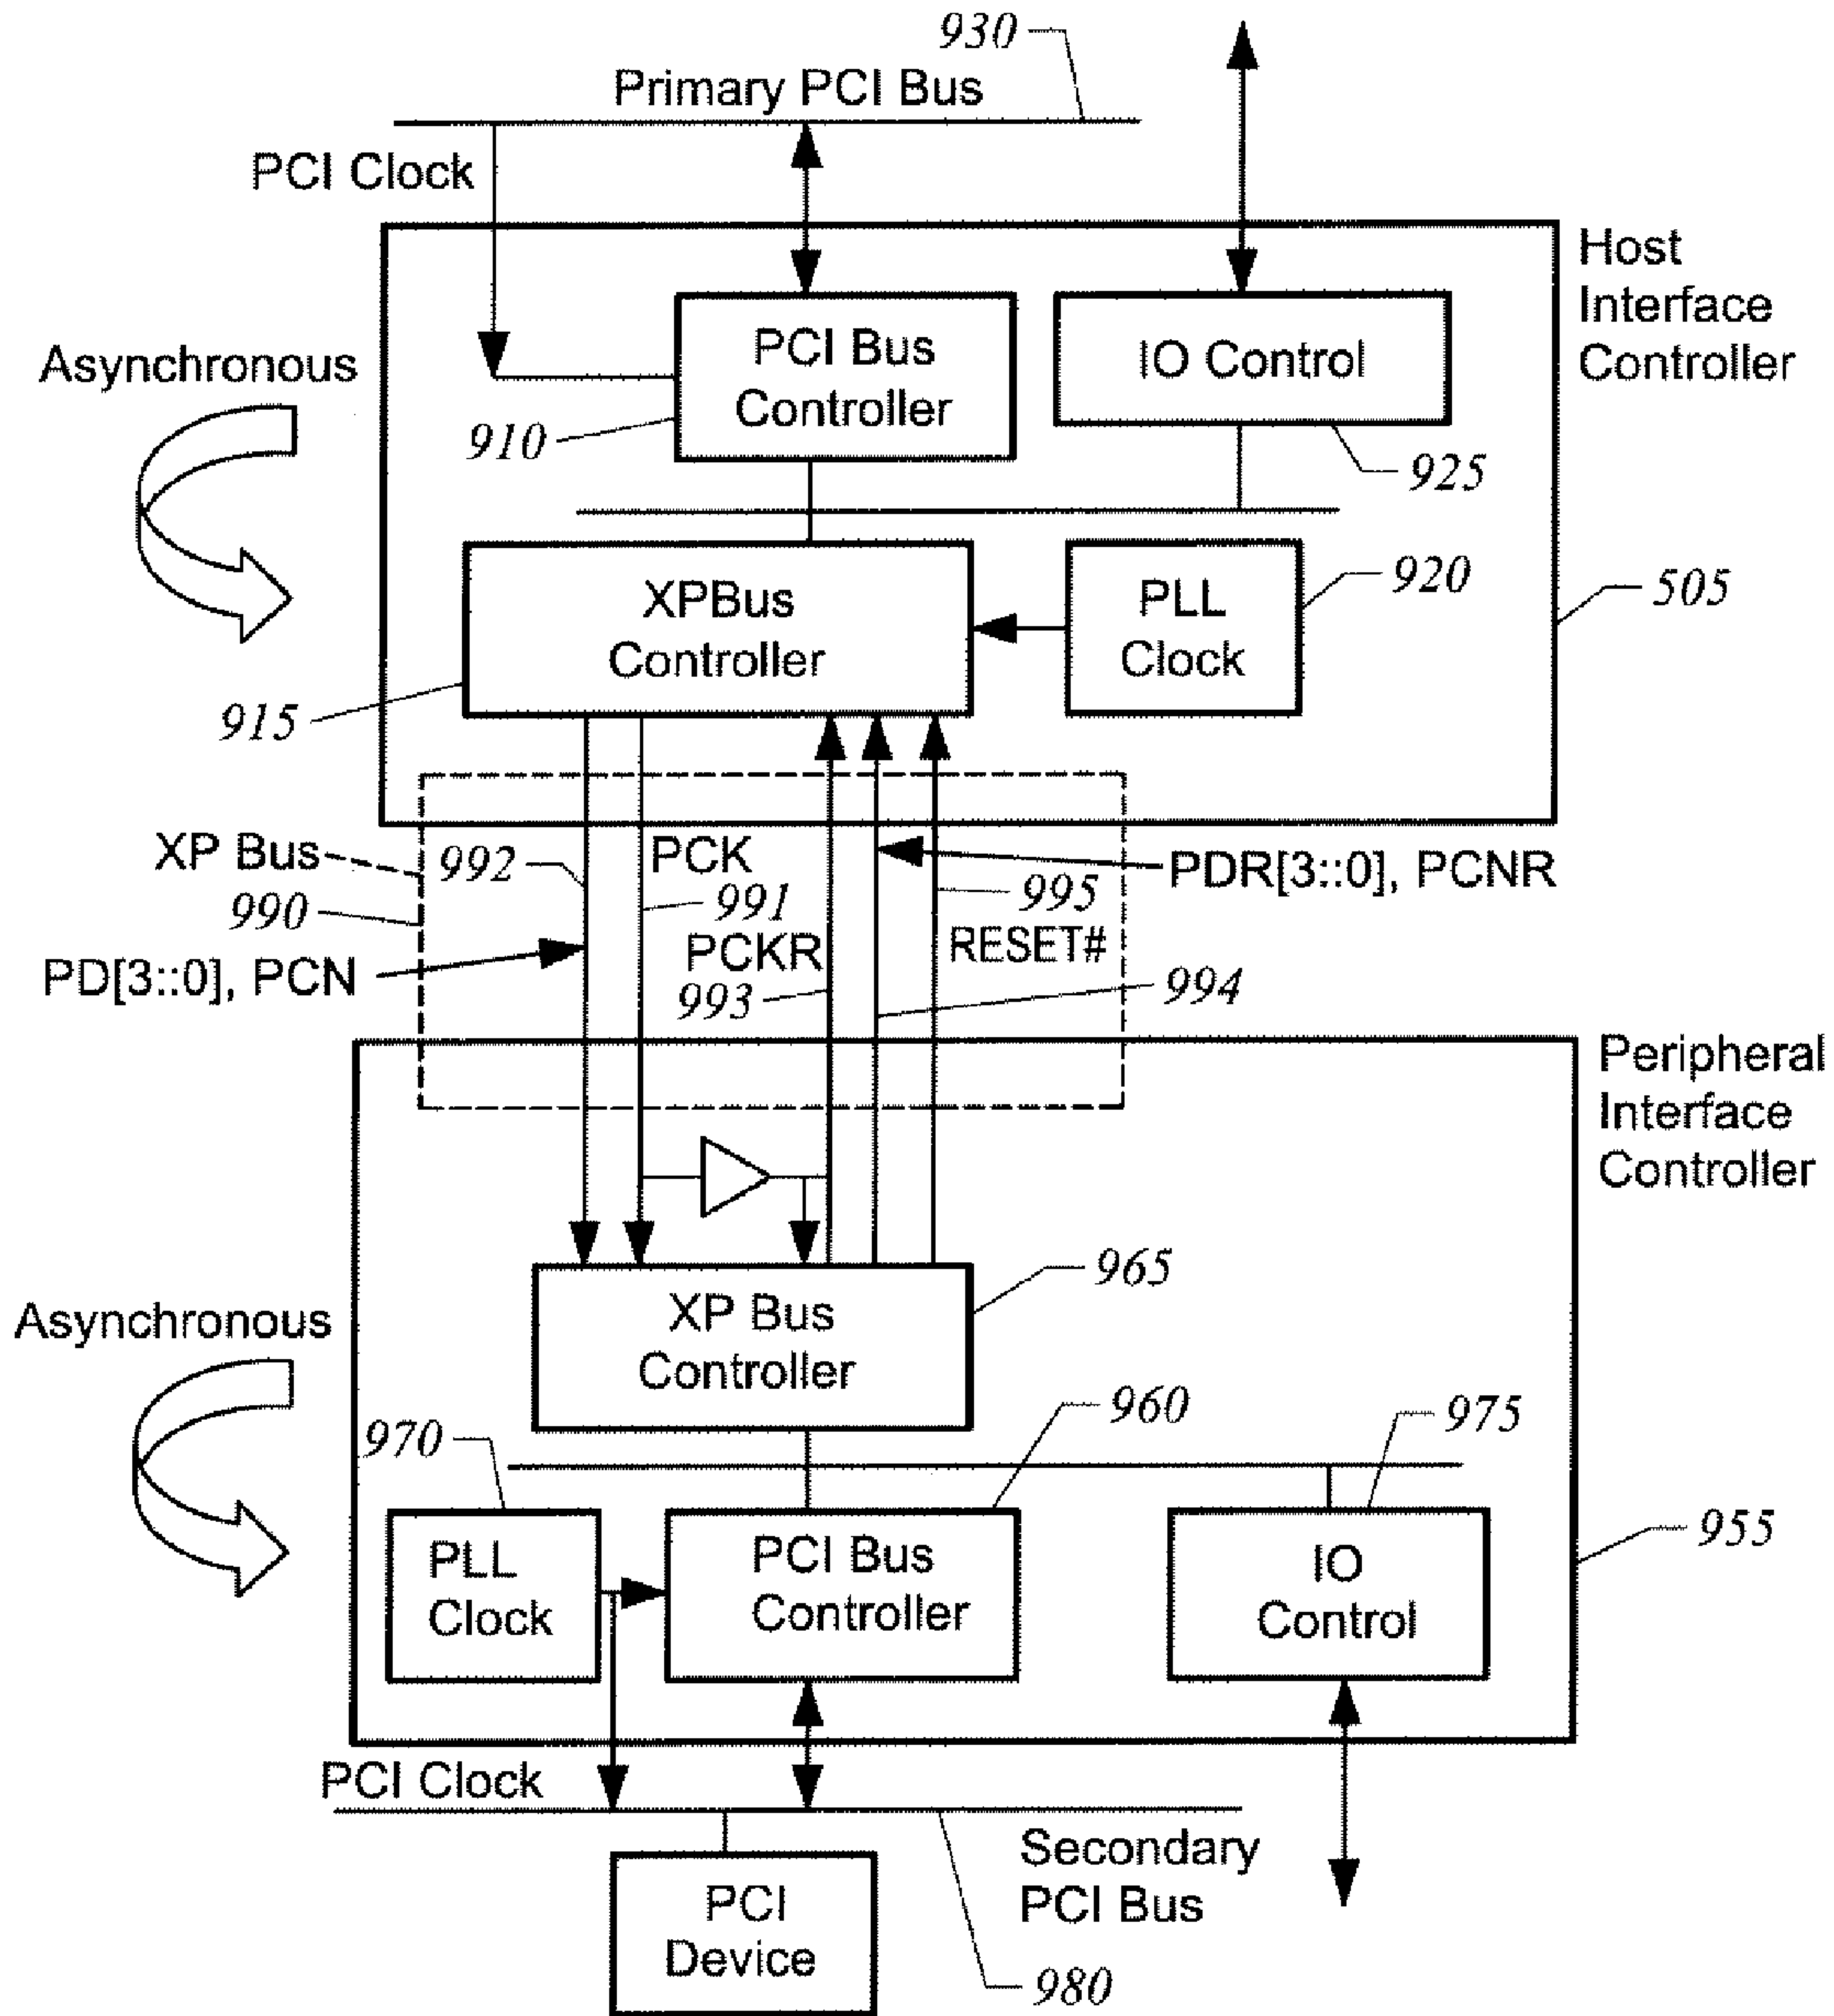 930
Primary PCI Bus
PCI Clock
Host
Interface
Controller
Asynchronous
PCI Bus
Controller
910
IO Control
925
XPBus
Controller
915
PLL
Clock
920
505
XP Bus
990
992
PCK
991
PDR[3::0], PCNR
995
PD[3::0], PCN
PCKR
993
RESET#
994
Peripheral
Interface
Controller
965
XP Bus
Controller
Asynchronous
970
960
975
PLL
Clock
PCI Bus
Controller
IO
Control
955
PCI Clock
Secondary
PCI Bus
PCI
Device
980